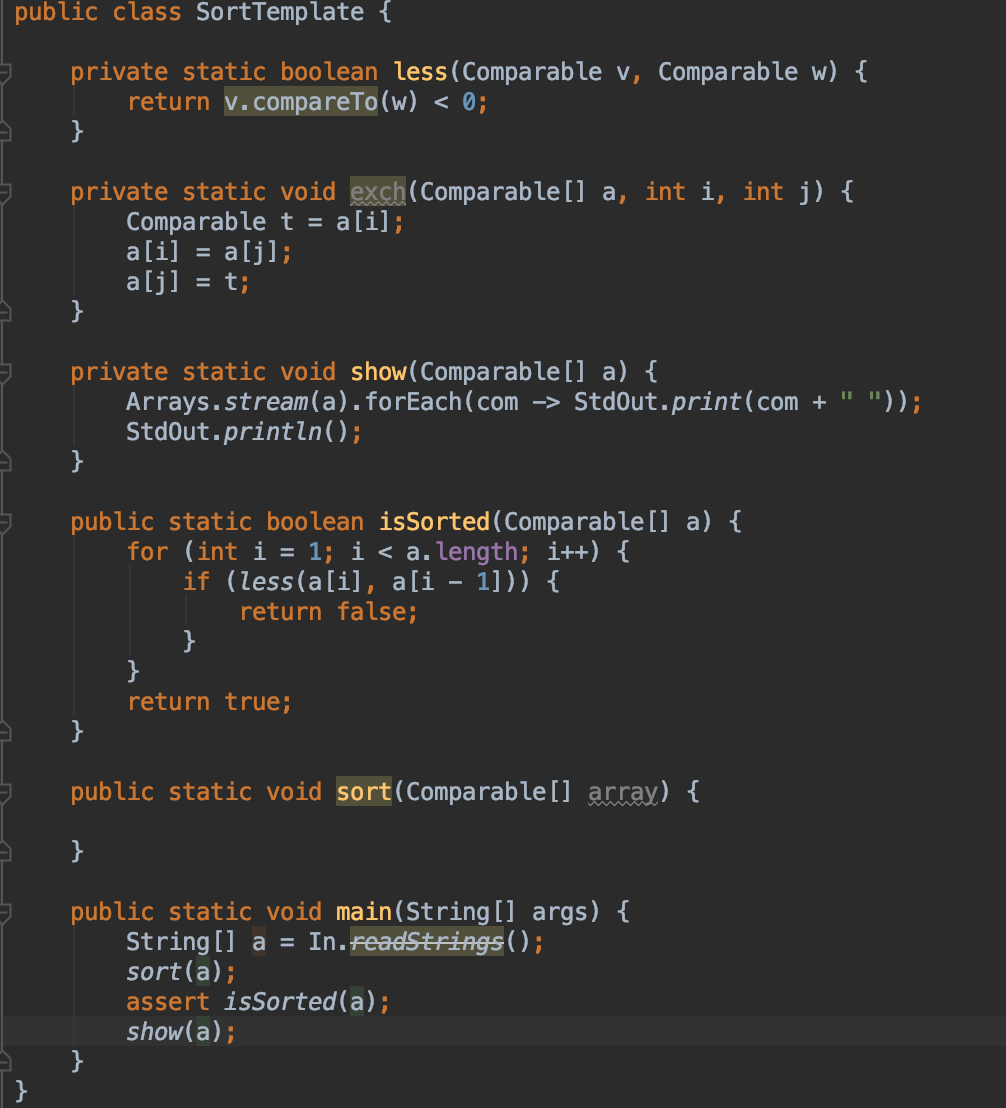 public class SortTemplate {
    private static boolean less(Comparable v, Comparable w) {
        return v.compareTo(w) < 0;
    }
    private static void exch(Comparable[] a, int i, int j) {
        Comparable t = a[i];
        a[i] = a[j];
        a[j] = t;
    }
    private static void show(Comparable[] a) {
        Arrays.stream(a).forEach(com -> StdOut.print(com + " "));
        StdOut.println();
    }
    public static boolean isSorted(Comparable[] a) {
        for (int i = 1; i < a.length; i++) {
            if (less(a[i], a[i - 1])) {
                return false;
            }
        }
        return true;
    }
    public static void sort(Comparable[] array) {
    }
    public static void main(String[] args) {
        String[] a = In.readStrings();
        sort(a);
        assert isSorted(a);
        show(a);
    }
}